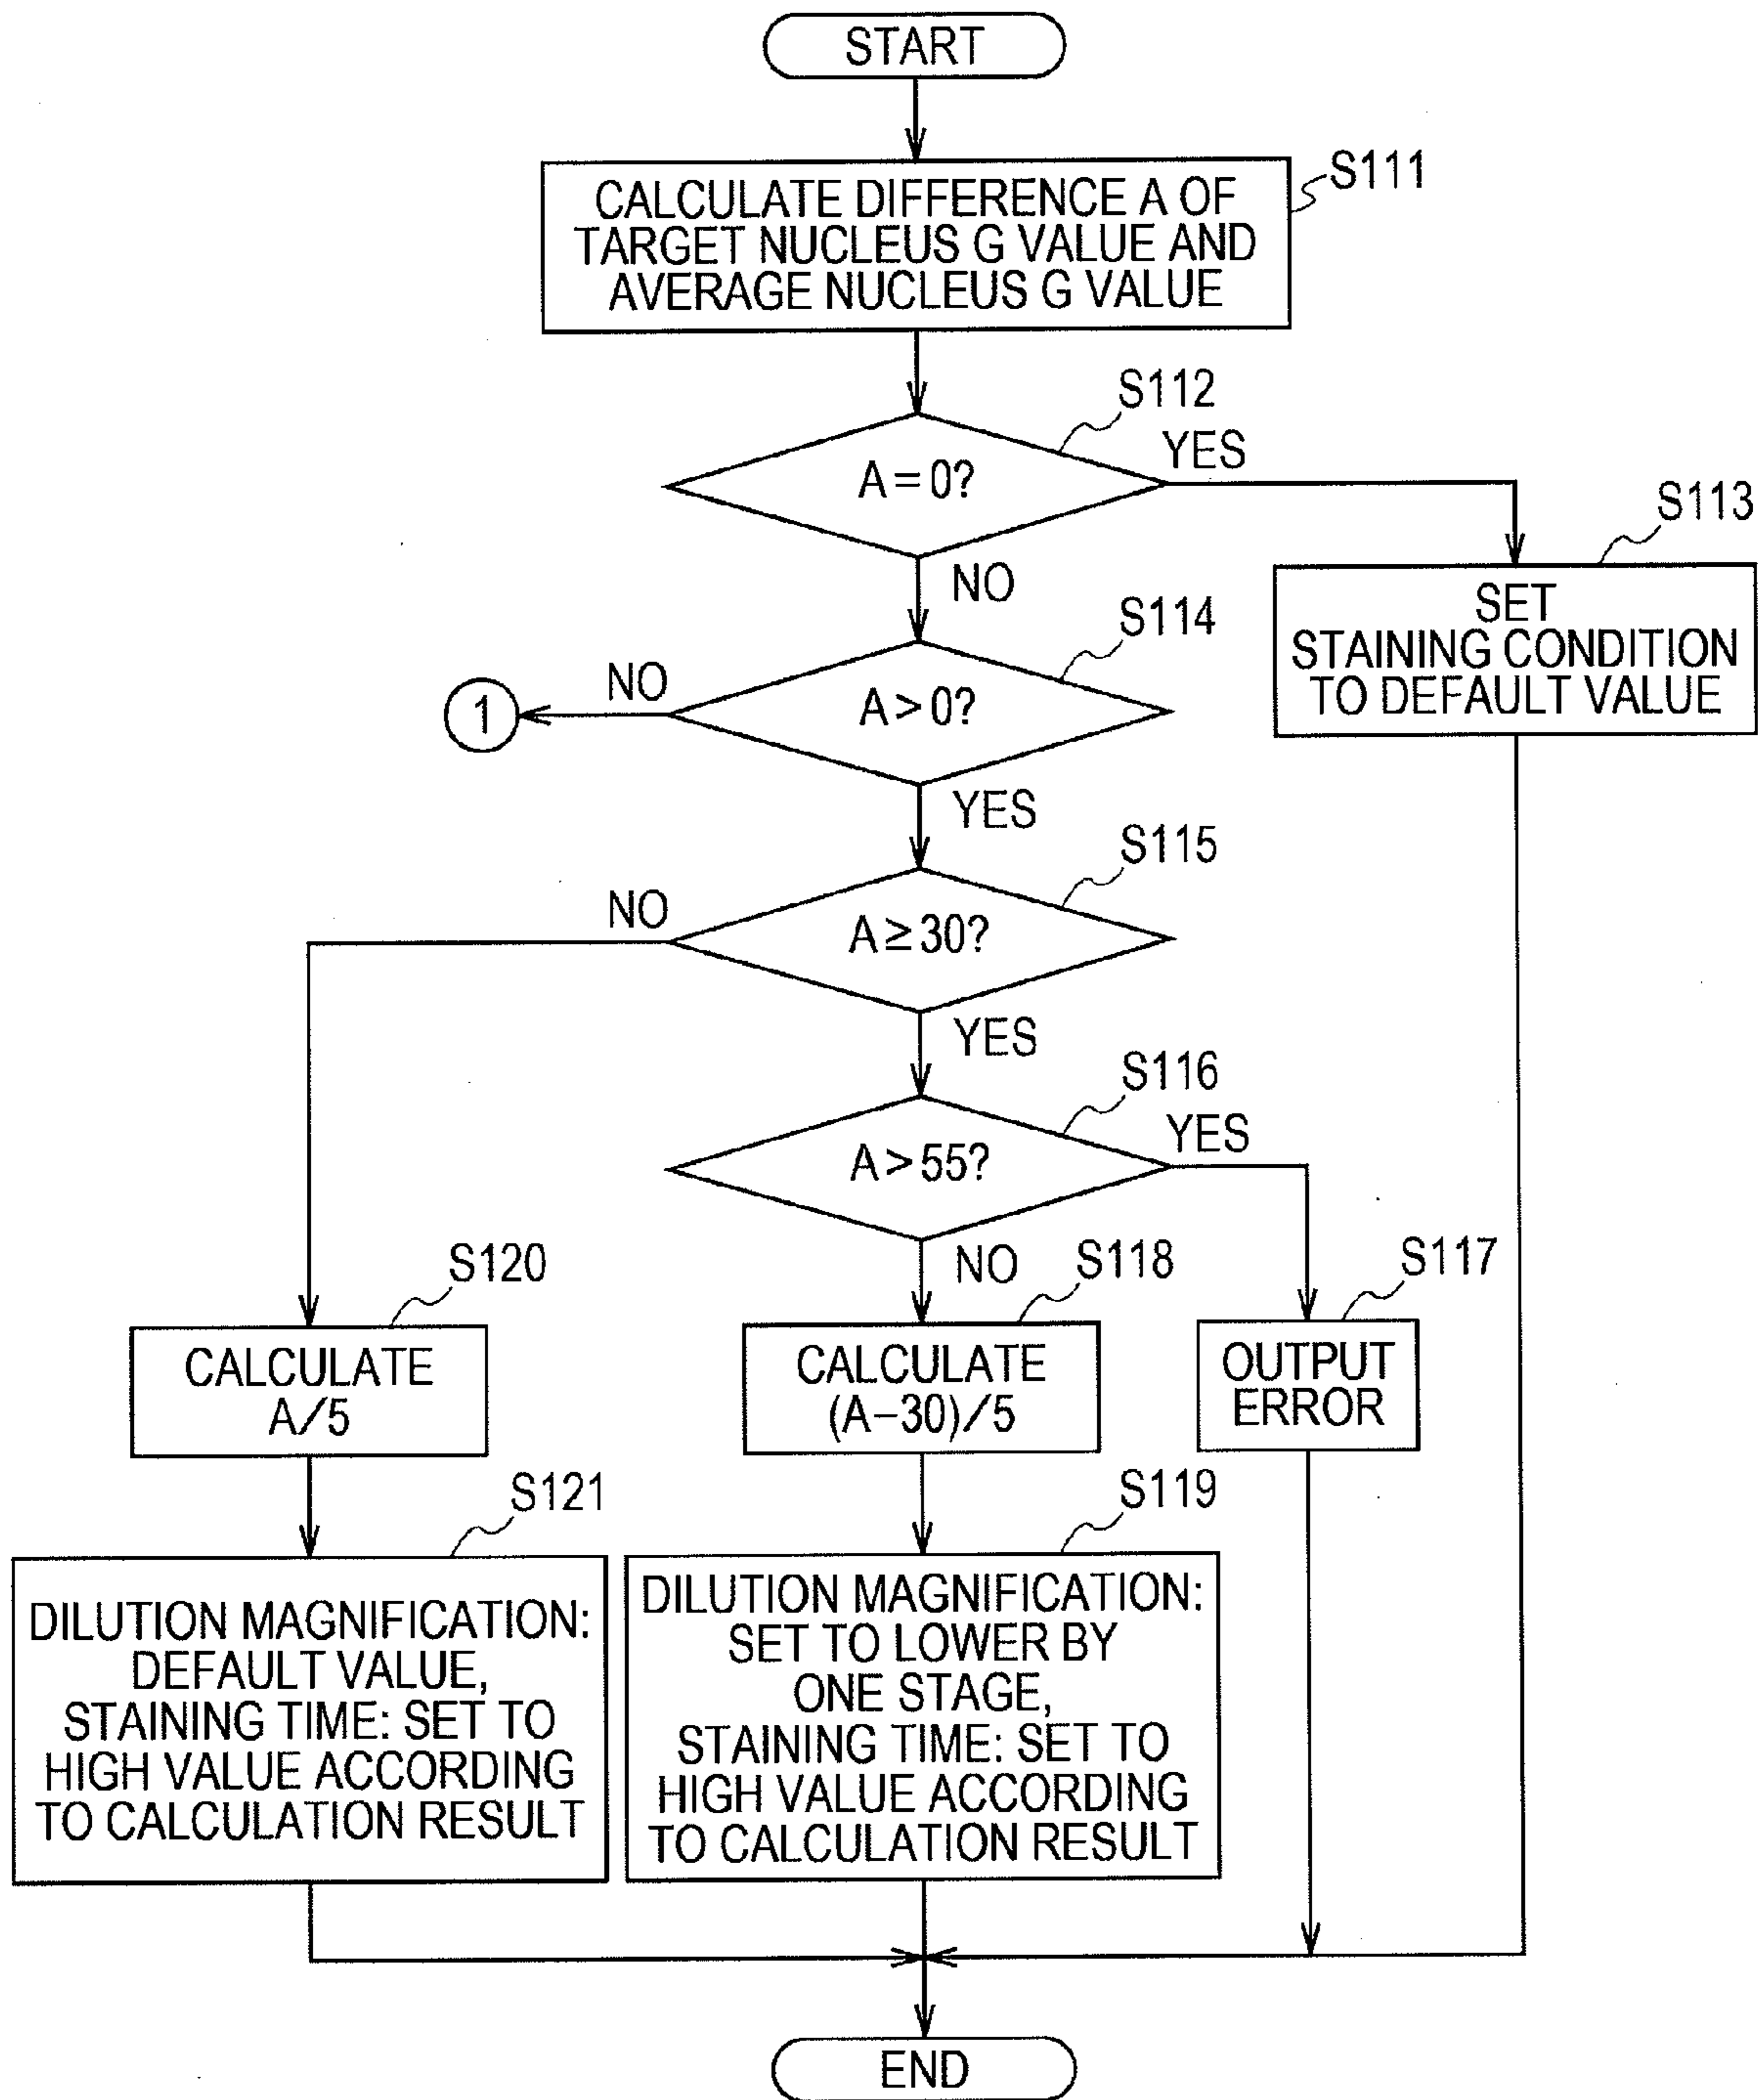 START
S111
CALCULATE DIFFERENCE A OF
TARGET NUCLEUS G VALUE AND
AVERAGE NUCLEUS G VALUE
S112
A=0?
YES
S113
SET
STAINING CONDITION
TO DEFAULT VALUE
NO
S114
A>0?
NO
1
YES
S115
A≥30?
NO
YES
S116
A>55?
YES
NO
S117
OUTPUT
ERROR
S118
CALCULATE
(A-30)/5
S120
CALCULATE
A/5
S121
DILUTION MAGNIFICATION:
DEFAULT VALUE,
STAINING TIME: SET TO
HIGH VALUE ACCORDING
TO CALCULATION RESULT
S119
DILUTION MAGNIFICATION:
SET TO LOWER BY
ONE STAGE,
STAINING TIME: SET TO
HIGH VALUE ACCORDING
TO CALCULATION RESULT
END